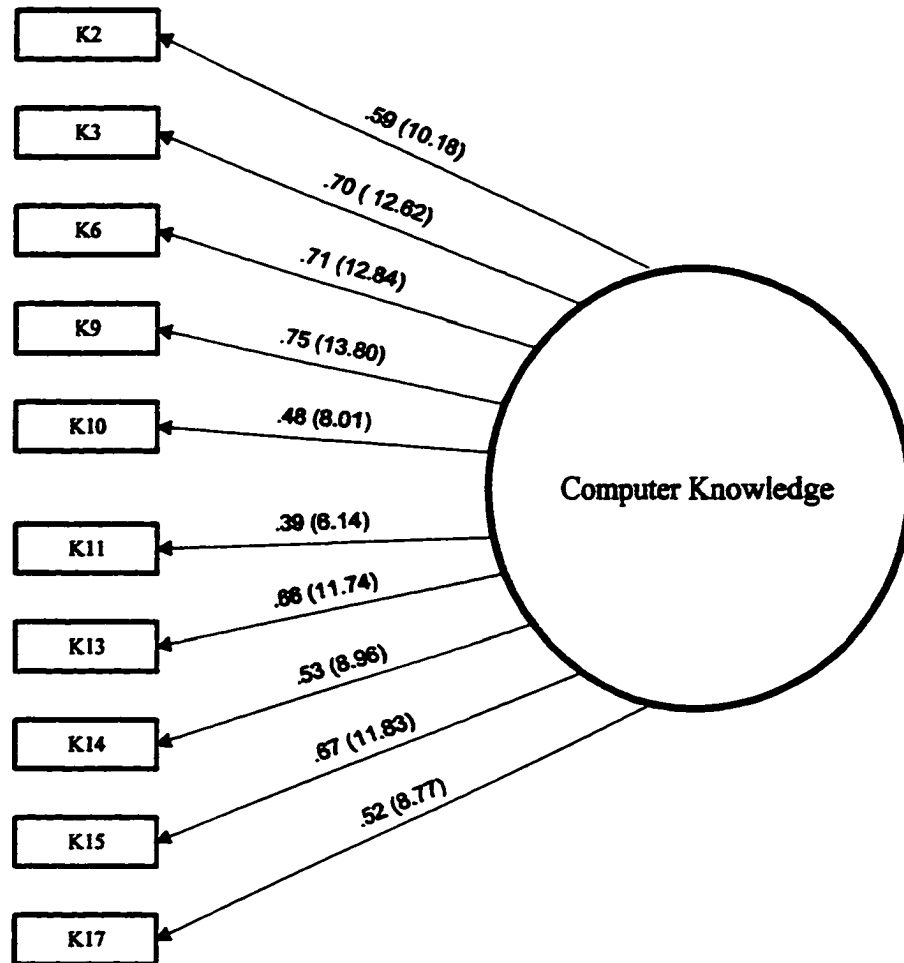 K2
.59 (10.18)
K3
.70 ( 12.62)
K6
.71 (12.84)
K9
.75 (13.80)
K10
.48 (8.01)
Computer Knowledge
K11
.39 (6.14)
K13
.66 (11.74)
K14
.53 (8.96)
K15
.67 (11.83)
K17
.52 (8.77)